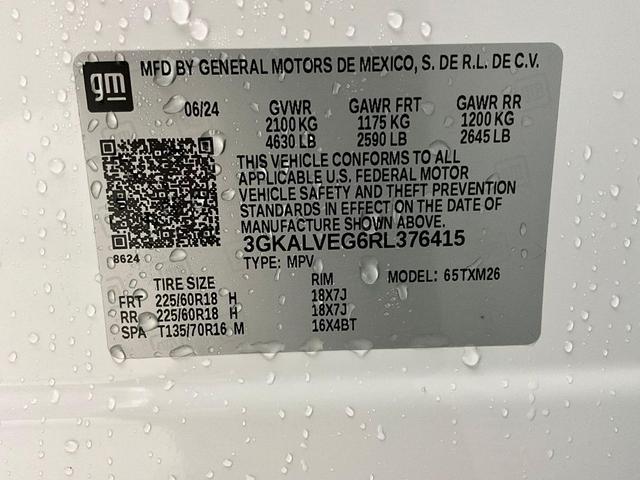 gm
MFD BY GENERAL MOTORS DE MEXICO, S. DE R.L. DE C.V.
06/24 GVWR GAWR FRT GAWR RR
2100 KG 1175 KG 1200 KG
4630 LB 2590 LB 2645 LB
THIS VEHICLE CONFORMS TO ALL
APPLICABLE U.S. FEDERAL MOTOR
VEHICLE SAFETY AND THEFT PREVENTION
STANDARDS IN EFFECT ON THE DATE OF
MANUFACTURE SHOWN ABOVE.
3GKALVEG6RL376415
8624
TYPE: MPV MODEL: 65TXM26
TIRE SIZE RIM
FRT 225/60R18 H 18X7J
RR 225/60R18 H 18X7J
SPA T135/70R16 M 16X4BT